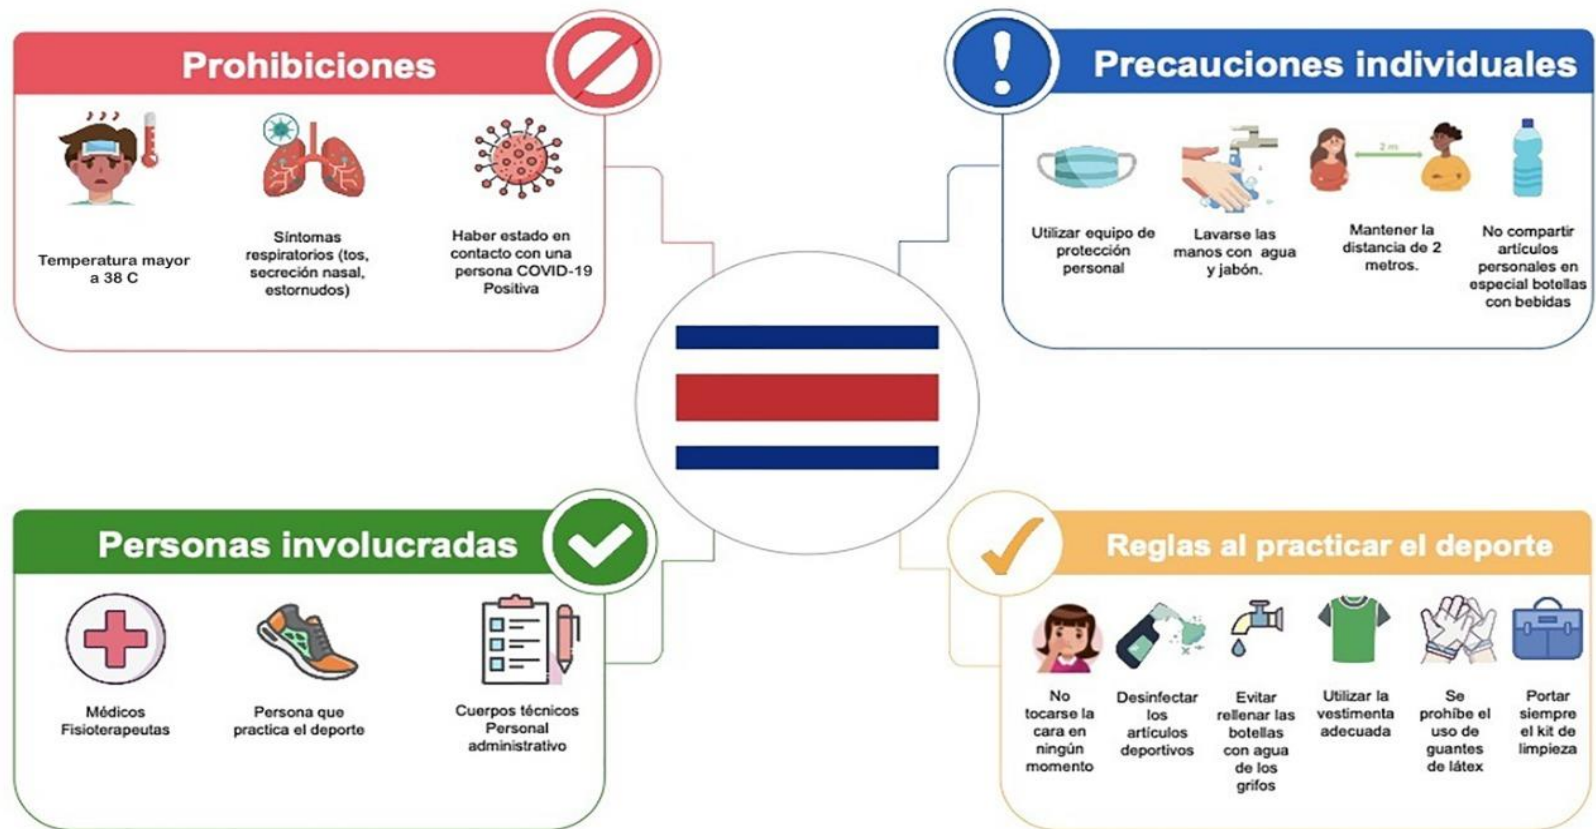 Prohibiciones
Temperatura mayor
a 38 C
Síntomas
respiratorios (tos,
secreción nasal,
estornudos)
Haber estado en
contacto con una
persona COVID-19
Positiva
Precauciones individuales
Utilizar equipo de
protección
personal
Lavarse las
manos con agua
y jabón.
2 m
Mantener la
distancia de 2
metros.
No compartir
artículos
personales en
especial botellas
con bebidas
Personas involucradas
Médicos
Fisioterapeutas
Persona que
practica el deporte
Cuerpos técnicos
Personal
administrativo
Reglas al practicar el deporte
No
tocarse la
cara en
ningún
momento
Desinfectar
los
artículos
deportivos
Evitar
rellenar las
botellas
con agua
de los
grifos
Utilizar la
vestimenta
adecuada
Se
prohíbe el
uso de
guantes
de látex
Portar
siempre
el kit de
limpieza